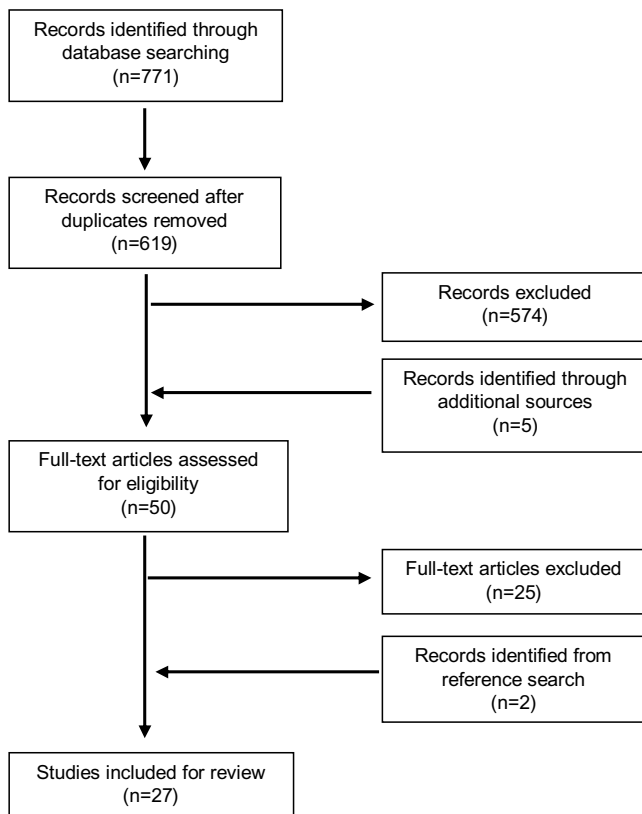 Records identified through
database searching
(n=771)
Records screened after
duplicates removed
(n=619)
Records excluded
(n=574)
Records identified through
additional sources
(n=5)
Full-text articles assessed
for eligibility
(n=50)
Full-text articles excluded
(n=25)
Records identified from
reference search
(n=2)
Studies included for review
(n=27)